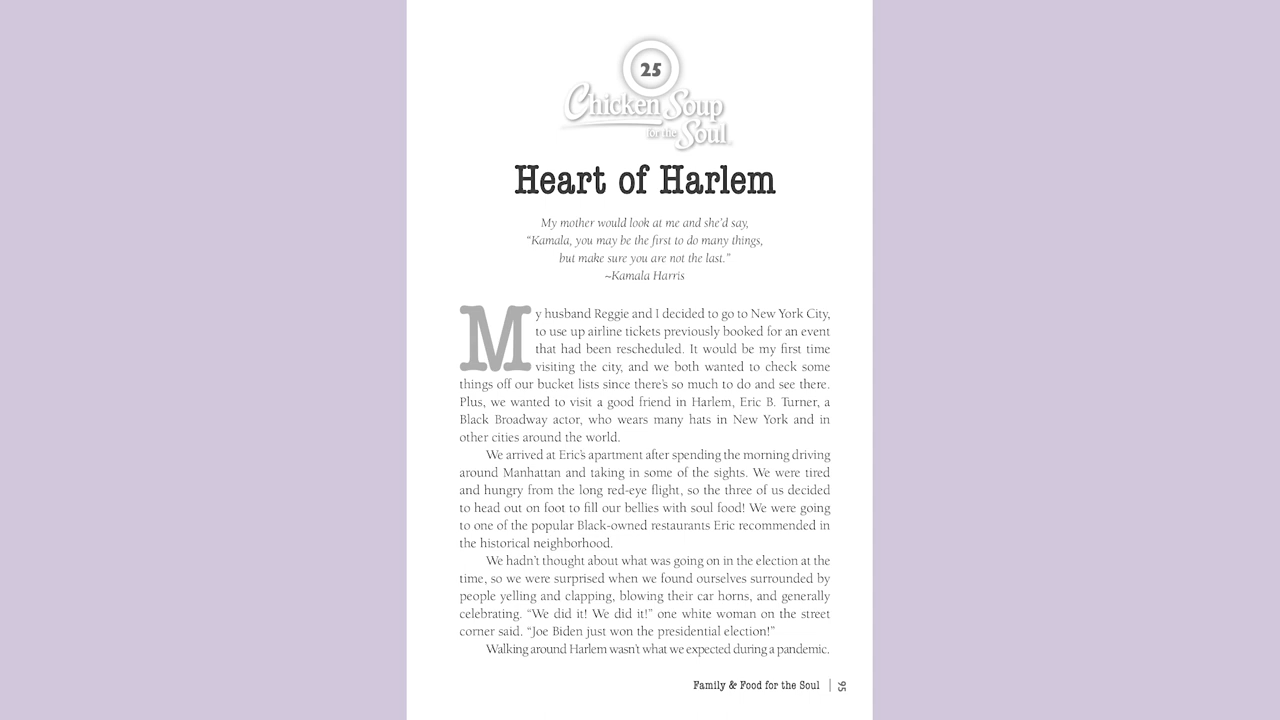 25
Chicken Soup
for the Soul
Heart of Harlem
My mother would look at me and she'd say,
"Kamala, you may be the first to do many things,
but make sure you are not the last."
~Kamala Harris
My husband Reggie and I decided to go to New York City,
to use up airline tickets previously booked for an event
that had been rescheduled. It would be my first time
visiting the city, and we both wanted to check some
things off our bucket lists since there's so much to do and see there.
Plus, we wanted to visit a good friend in Harlem, Eric B. Turner, a
Black Broadway actor, who wears many hats in New York and in
other cities around the world.
We arrived at Eric's apartment after spending the morning driving
around Manhattan and taking in some of the sights. We were tired
and hungry from the long red-eye flight, so the three of us decided
to head out on foot to fill our bellies with soul food! We were going
to one of the popular Black-owned restaurants Eric recommended in
the historical neighborhood.
We hadn't thought about what was going on in the election at the
time, so we were surprised when we found ourselves surrounded by
people yelling and clapping, blowing their car horns, and generally
celebrating. "We did it! We did it!" one white woman on the street
corner said. "Joe Biden just won the presidential election!"
Walking around Harlem wasn't what we expected during a pandemic.
Family & Food for the Soul | 95